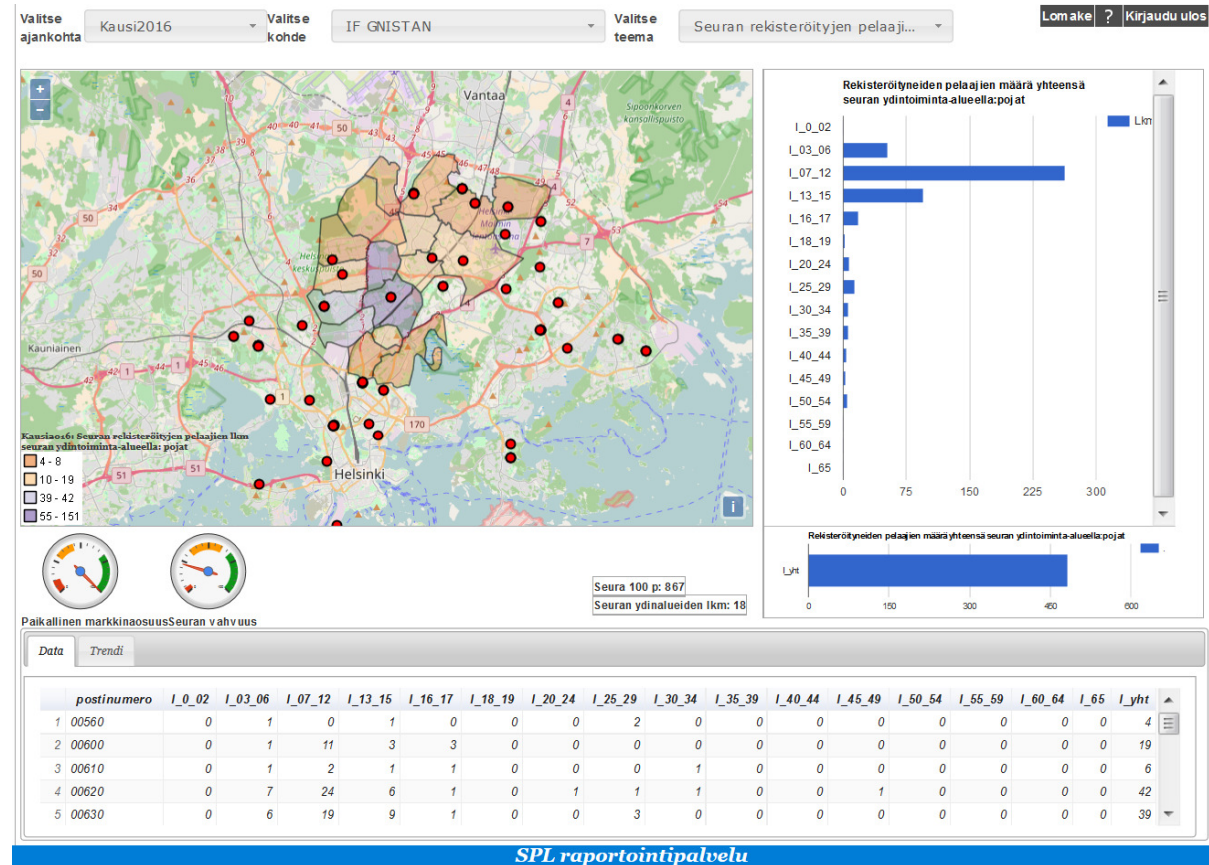 Valitse ajankohta
Kausi2016
Valitse kohde
IF GNISTAN
Valitse teema
Seuran rekisteröityjen pelaaji...
Lomake ? Kirjaudu ulos
+
-
Vantaa
Sipoonkorven
kansallispuisto
Kauniainen
Helsinki
170
50
50
50
51
51
i
Kausi2016: Seuran rekisteröityjen pelaajien lkm
seuran ydintoiminta-alueella: pojat
4 - 8
10 - 19
39 - 42
55 - 151
Rekisteröityneiden pelaajien määrä yhteensä
seuran ydintoiminta-alueella:pojat
Lkm
l_0_02
l_03_06
l_07_12
l_13_15
l_16_17
l_18_19
l_20_24
l_25_29
l_30_34
l_35_39
l_40_44
l_45_49
l_50_54
l_55_59
l_60_64
l_65
0 75 150 225 300
Rekisteröityneiden pelaajien määrä yhteensä seuran ydintoiminta-alueella:pojat
l_yht
0 150 300 450 600
Paikallinen markkinaosuus Seuran vahvuus
Seura 100 p: 867
Seuran ydinalueiden lkm: 18
Data Trendi
postinumero l_0_02 l_03_06 l_07_12 l_13_15 l_16_17 l_18_19 l_20_24 l_25_29 l_30_34 l_35_39 l_40_44 l_45_49 l_50_54 l_55_59 l_60_64 l_65 l_yht
1 00560 0 1 0 1 0 0 0 2 0 0 0 0 0 0 0 0 4
2 00600 0 1 11 3 3 0 0 0 0 0 0 0 0 0 0 0 19
3 00610 0 1 2 1 1 0 0 0 1 0 0 0 0 0 0 0 6
4 00620 0 7 24 6 1 0 1 1 1 0 0 1 0 0 0 0 42
5 00630 0 6 19 9 1 0 0 3 0 0 0 0 0 0 0 0 39
SPL raportointipalvelu